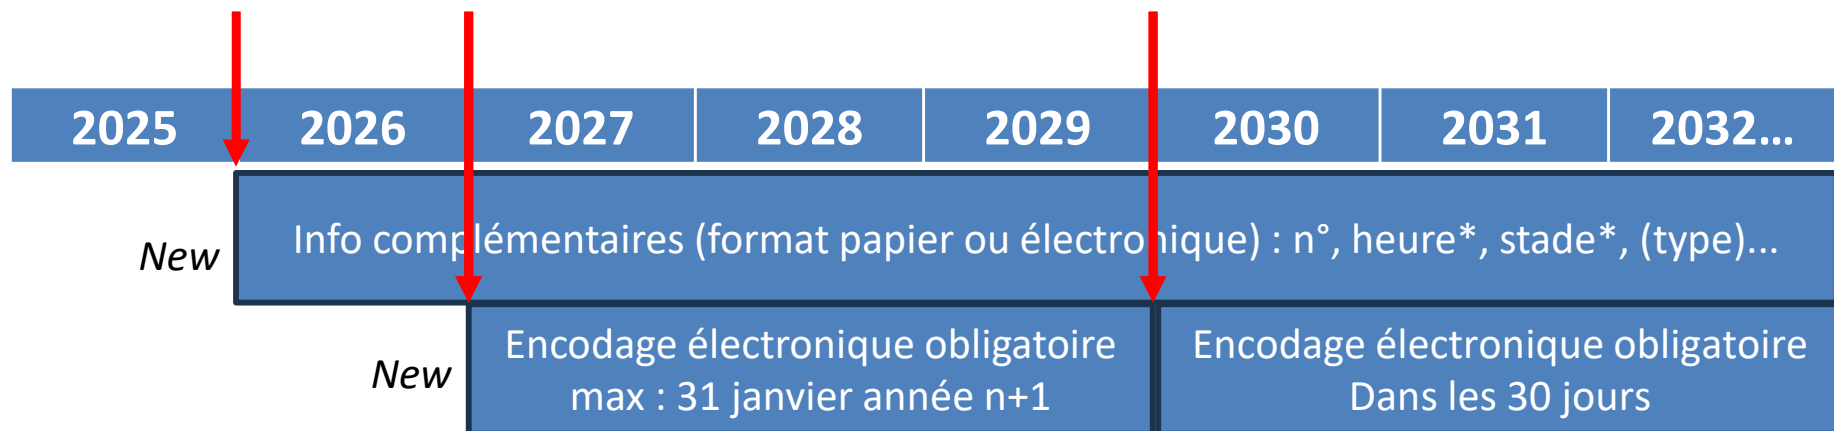 2025 2026 2027 2028 2029 2030 2031 2032...
New
Info complémentaires (format papier ou électronique) : n°, heure*, stade*, (type)...
New
Encodage électronique obligatoire
max : 31 janvier année n+1
Encodage électronique obligatoire
Dans les 30 jours